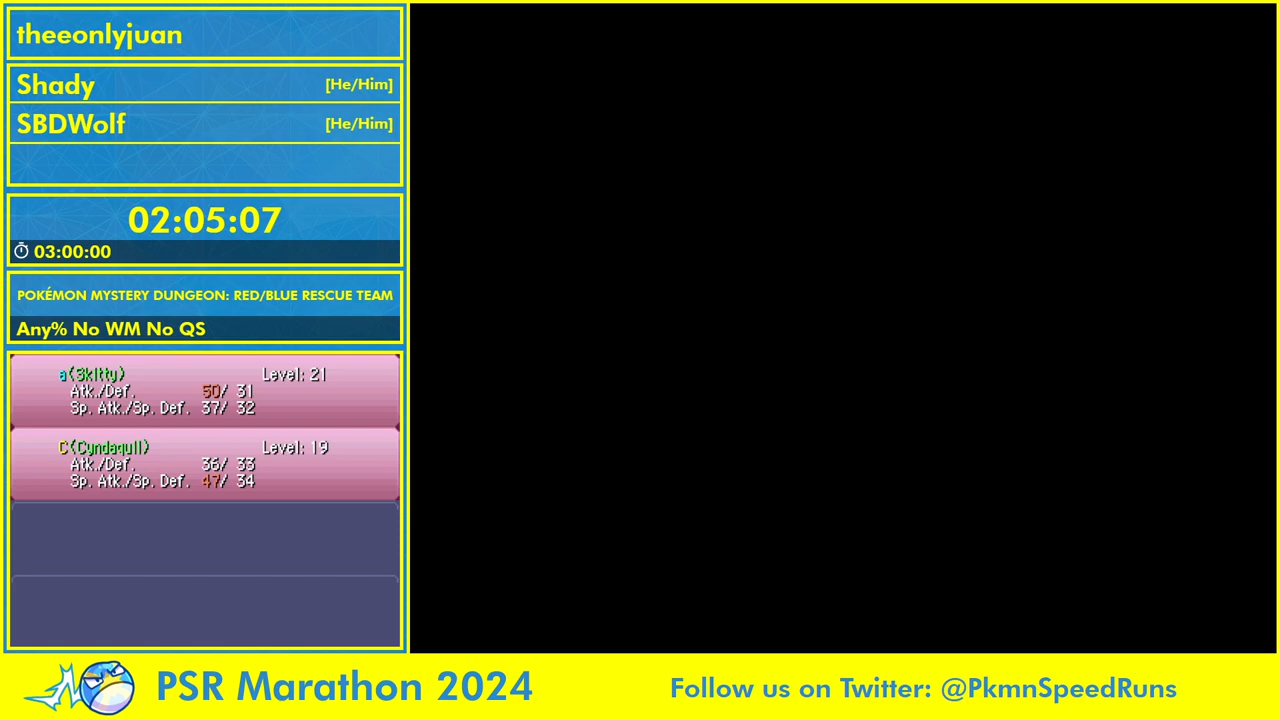 theeonlyjuan
Shady [He/Him]
SBDWolf [He/Him]
02:05:07
03:00:00
POKÉMON MYSTERY DUNGEON: RED/BLUE RESCUE TEAM
Any% No WM No QS
a(Skitty) Level: 21
Atk./Def. 50/ 31
Sp. Atk./Sp. Def. 37/ 32
C(Cyndaquil) Level: 19
Atk./Def. 36/ 33
Sp. Atk./Sp. Def. 47/ 34
PSR Marathon 2024
Follow us on Twitter: @PkmnSpeedRuns